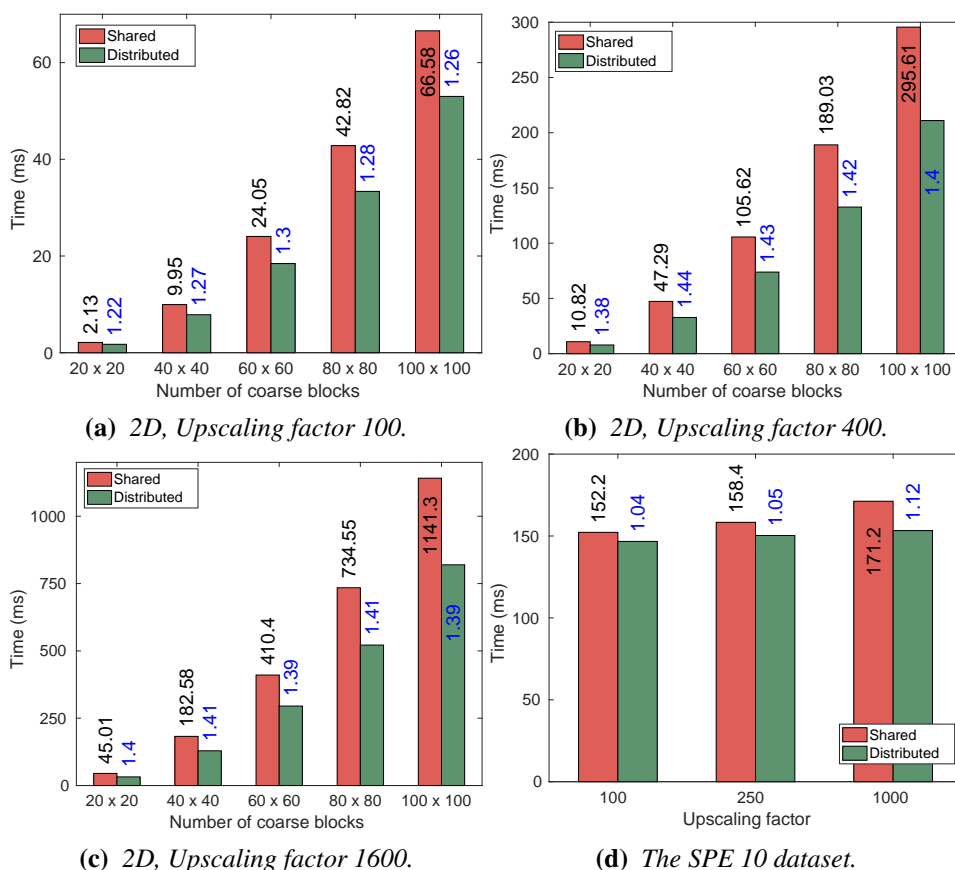 Shared
Distributed
Time (ms)
60
40
20
0
2.13
1.22
9.95
1.27
24.05
1.3
42.82
1.28
66.58
1.26
20 x 20
40 x 40
60 x 60
80 x 80
100 x 100
Number of coarse blocks
(a) 2D, Upscaling factor 100.
Shared
Distributed
Time (ms)
300
250
200
150
100
50
0
10.82
1.38
47.29
1.44
105.62
1.43
189.03
1.42
295.61
1.4
20 x 20
40 x 40
60 x 60
80 x 80
100 x 100
Number of coarse blocks
(b) 2D, Upscaling factor 400.
Shared
Distributed
Time (ms)
1000
750
500
250
0
45.01
1.4
182.58
1.41
410.4
1.39
734.55
1.41
1141.3
1.39
20 x 20
40 x 40
60 x 60
80 x 80
100 x 100
Number of coarse blocks
(c) 2D, Upscaling factor 1600.
Time (ms)
200
150
100
50
0
152.2
1.04
158.4
1.05
171.2
1.12
Shared
Distributed
100
250
1000
Upscaling factor
(d) The SPE 10 dataset.